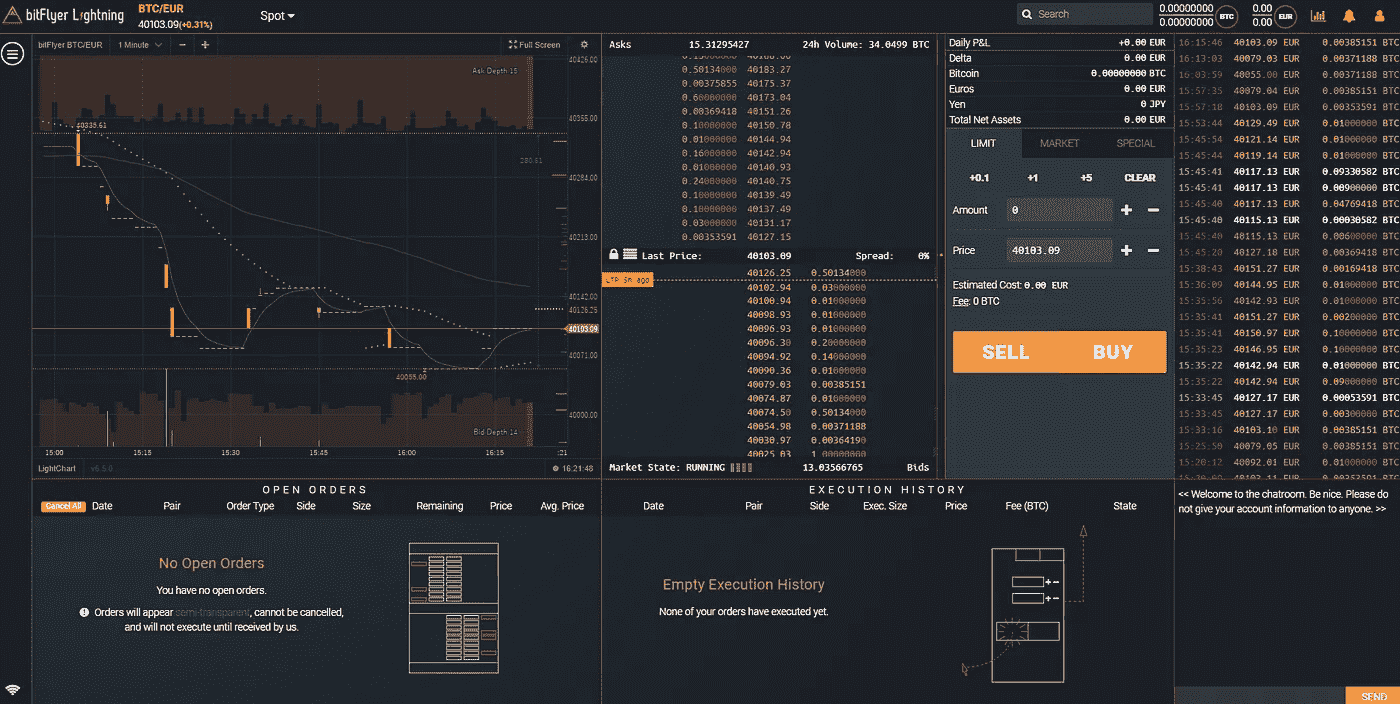 bitFlyer Lightning
BTC/EUR
40103.09(+0.31%)
Spot
Search
0.00000000
0.00000000
BTC
0.00
0.00
EUR
bitFlyer BTC/EUR
1 Minute
Full Screen
Ask Depth 15
40426.00
40355.00
40284.00
40213.00
40142.00
40126.25
40103.09
40071.00
40000.00
280.61
40055.00
Bid Depth 14
15:00
15:15
15:30
15:45
16:00
16:15
:21
LightChart
v6.5.0
16:21:48
Asks 15.31295427 24h Volume: 34.0499 BTC
0.50134000 40183.27
0.00375855 40175.37
0.60000000 40173.04
0.00369418 40151.26
0.10000000 40150.78
0.01000000 40144.94
0.16000000 40142.94
0.01000000 40140.93
0.24000000 40140.75
0.10000000 40139.49
0.10000000 40137.49
0.03000000 40131.17
0.00353591 40127.15
Last Price: 40103.09 Spread: 0%
LTP 5m ago
40126.25 0.50134000
40102.94 0.03000000
40100.94 0.01000000
40098.93 0.01000000
40096.93 0.01000000
40096.30 0.20000000
40094.92 0.14000000
40090.36 0.01000000
40079.03 0.00385151
40074.87 0.01000000
40074.50 0.50134000
40054.98 0.00371188
40030.97 0.00364190
Market State: RUNNING 13.03566765 Bids
Daily P&L +0.00 EUR
Delta 0.00 EUR
Bitcoin 0.00000000 BTC
Euros 0.00 EUR
Yen 0 JPY
Total Net Assets 0.00 EUR
LIMIT MARKET SPECIAL
+0.1 +1 +5 CLEAR
Amount 0
Price 40103.09
Estimated Cost: 0.00 EUR
Fee: 0 BTC
SELL BUY
16:15:46 40103.09 EUR 0.00385151 BTC
16:13:03 40079.03 EUR 0.00371188 BTC
16:03:59 40055.00 EUR 0.00371188 BTC
15:57:35 40079.04 EUR 0.00385151 BTC
15:57:18 40103.09 EUR 0.00353591 BTC
15:53:44 40129.49 EUR 0.01000000 BTC
15:45:54 40121.14 EUR 0.01000000 BTC
15:45:44 40119.14 EUR 0.01000000 BTC
15:45:41 40117.13 EUR 0.09330582 BTC
15:45:41 40117.13 EUR 0.00900000 BTC
15:45:40 40117.13 EUR 0.04769418 BTC
15:45:40 40115.13 EUR 0.00030582 BTC
15:45:40 40115.13 EUR 0.00600000 BTC
15:45:20 40127.18 EUR 0.00369418 BTC
15:38:43 40151.27 EUR 0.00169418 BTC
15:36:09 40144.95 EUR 0.01000000 BTC
15:35:56 40142.93 EUR 0.01000000 BTC
15:35:41 40151.27 EUR 0.00200000 BTC
15:35:41 40150.97 EUR 0.10000000 BTC
15:35:23 40146.95 EUR 0.10000000 BTC
15:35:22 40142.94 EUR 0.01000000 BTC
15:35:22 40142.94 EUR 0.09000000 BTC
15:33:45 40127.17 EUR 0.00053591 BTC
15:33:45 40127.17 EUR 0.00300000 BTC
15:33:16 40103.10 EUR 0.00385151 BTC
15:25:50 40079.05 EUR 0.00385151 BTC
15:20:12 40092.01 EUR 0.01000000 BTC
OPEN ORDERS
Cancel All Date Pair Order Type Side Size Remaining Price Avg. Price
No Open Orders
You have no open orders.
Orders will appear semi-transparent, cannot be cancelled,
and will not execute until received by us.
EXECUTION HISTORY
Date Pair Side Exec. Size Price Fee (BTC) State
Empty Execution History
None of your orders have executed yet.
<< Welcome to the chatroom. Be nice. Please do
not give your account information to anyone. >>
SEND